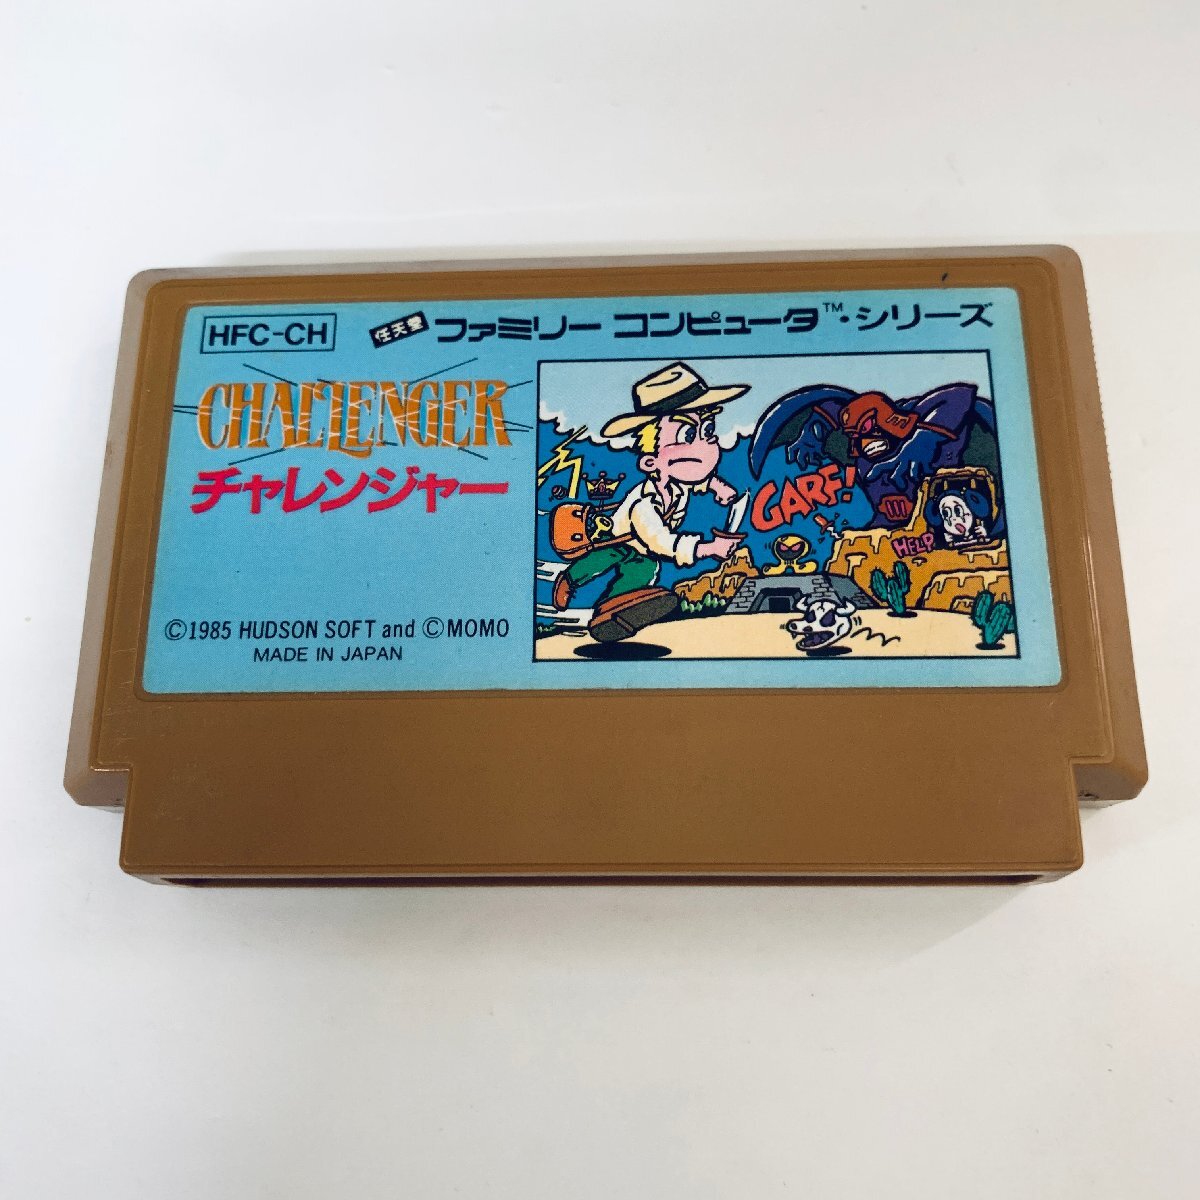 HFC-CH
任天堂 ファミリー コンピュータ™・シリーズ
CHALLENGER
チャレンジャー
GARF!
HELP
©1985 HUDSON SOFT and ©MOMO
MADE IN JAPAN